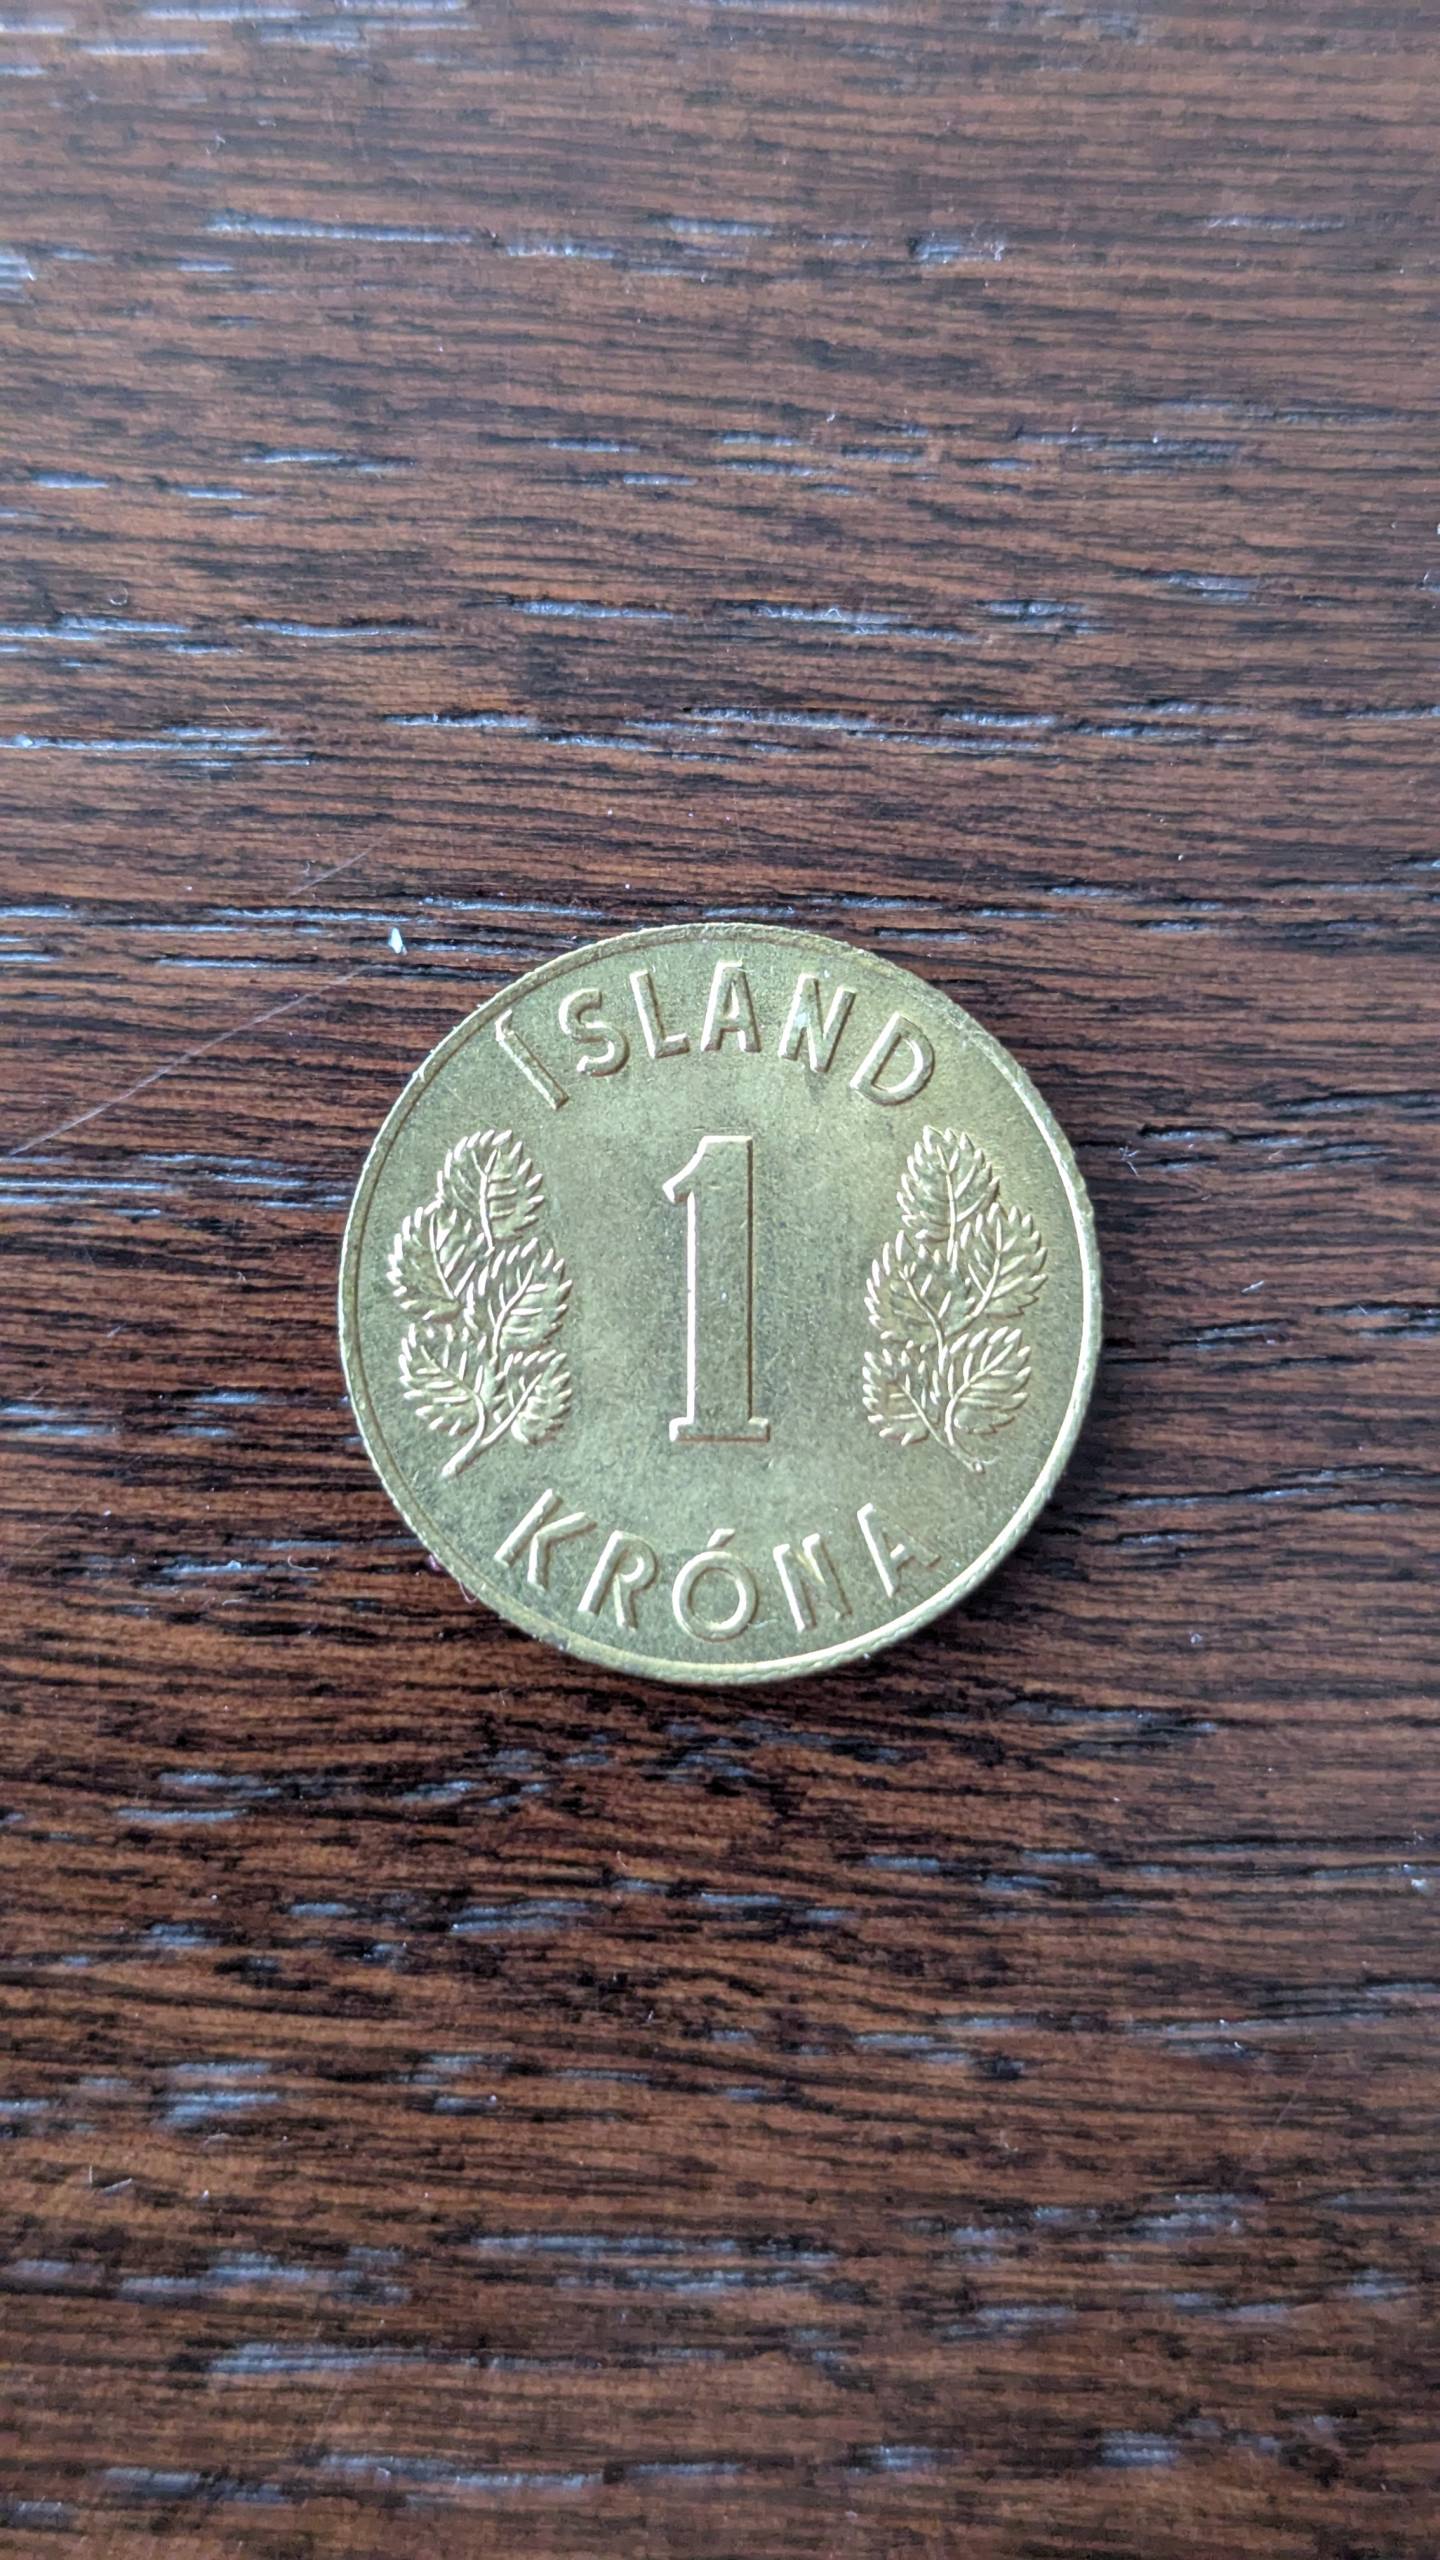 ÍSLAND
1
KRÓNA